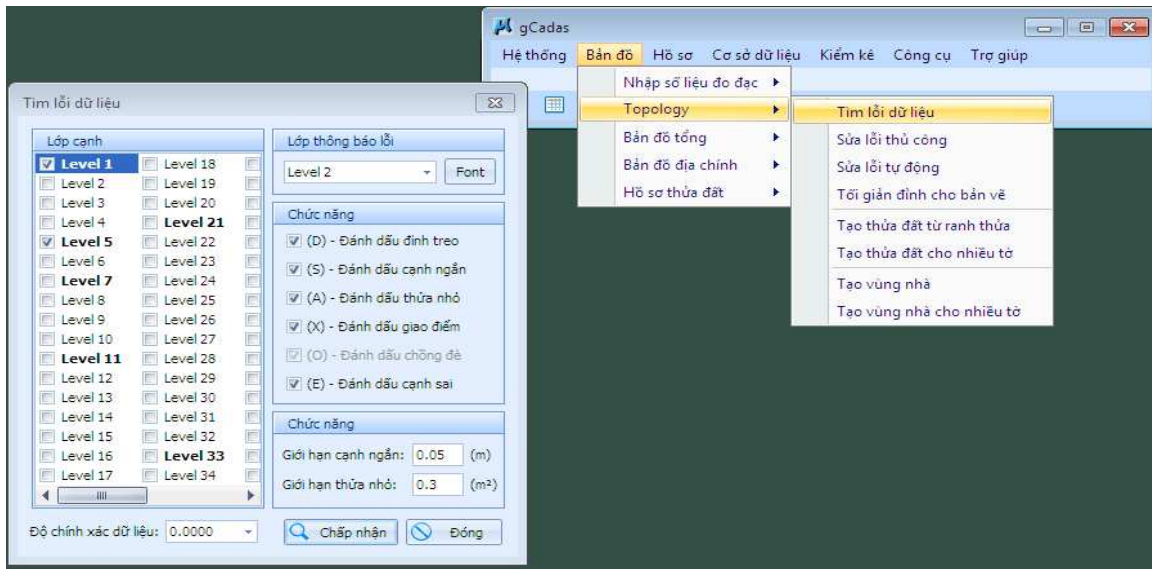 gCadas
Hệ thống Bản đồ Hồ sơ Cơ sở dữ liệu Kiểm kê Công cụ Trợ giúp
Nhập số liệu đo đạc
Topology
Bản đồ tổng
Bản đồ địa chính
Hồ sơ thửa đất
Tìm lỗi dữ liệu
Sửa lỗi thủ công
Sửa lỗi tự động
Tối giản đỉnh cho bản vẽ
Tạo thửa đất từ ranh thửa
Tạo thửa đất cho nhiều tờ
Tạo vùng nhà
Tạo vùng nhà cho nhiều tờ
Tìm lỗi dữ liệu
Lớp cạnh
Level 1 Level 18
Level 2 Level 19
Level 3 Level 20
Level 4 Level 21
Level 5 Level 22
Level 6 Level 23
Level 7 Level 24
Level 8 Level 25
Level 9 Level 26
Level 10 Level 27
Level 11 Level 28
Level 12 Level 29
Level 13 Level 30
Level 14 Level 31
Level 15 Level 32
Level 16 Level 33
Level 17 Level 34
Lớp thông báo lỗi
Level 2 Font
Chức năng
(D) - Đánh dấu đỉnh treo
(S) - Đánh dấu cạnh ngắn
(A) - Đánh dấu thửa nhỏ
(X) - Đánh dấu giao điểm
(O) - Đánh dấu chồng đè
(E) - Đánh dấu cạnh sai
Chức năng
Giới hạn cạnh ngắn: 0.05 (m)
Giới hạn thửa nhỏ: 0.3 (m²)
Độ chính xác dữ liệu: 0.0000 Chấp nhận Đóng